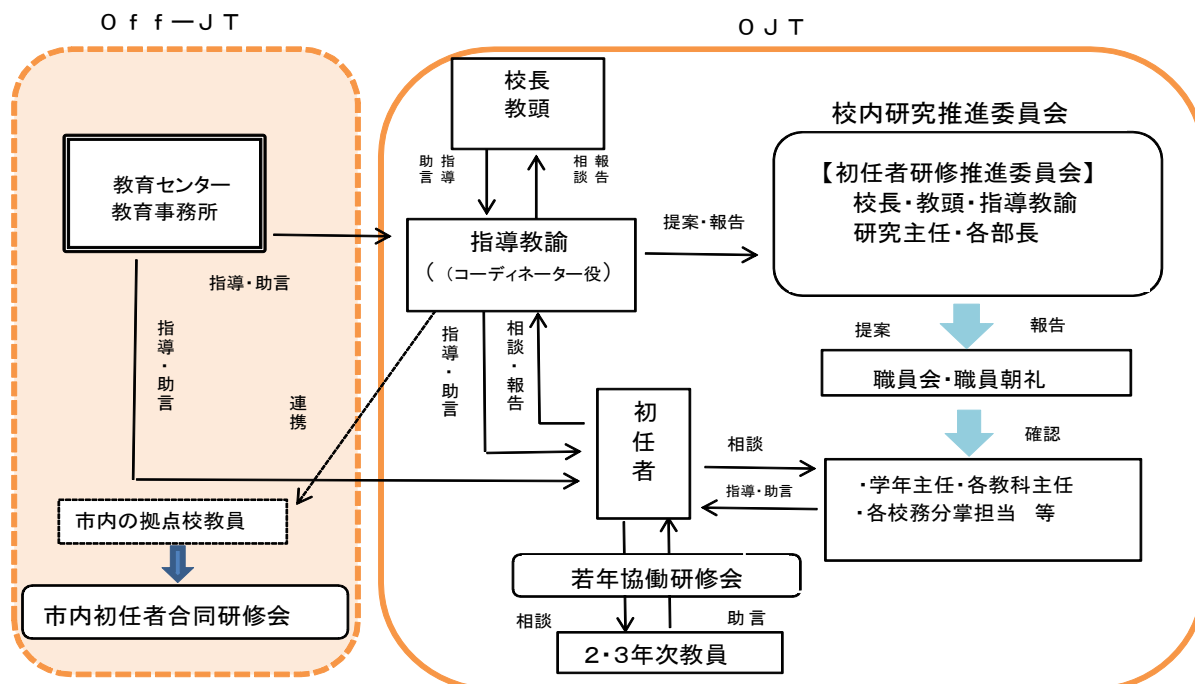 Ｏｆｆ－ＪＴ
教育センター
教育事務所
指導・助言
指導・助言
連携
市内の拠点校教員
市内初任者合同研修会
ＯＪＴ
校長
教頭
指導
助言
報告
相談
指導教諭
（（コーディネーター役）
提案・報告
校内研究推進委員会
【初任者研修推進委員会】
校長・教頭・指導教諭
研究主任・各部長
提案
報告
職員会・職員朝礼
確認
・学年主任・各教科主任
・各校務分掌担当　等
指導・助言
相談・報告
初任者
相談
指導・助言
若年協働研修会
相談
助言
２・３年次教員